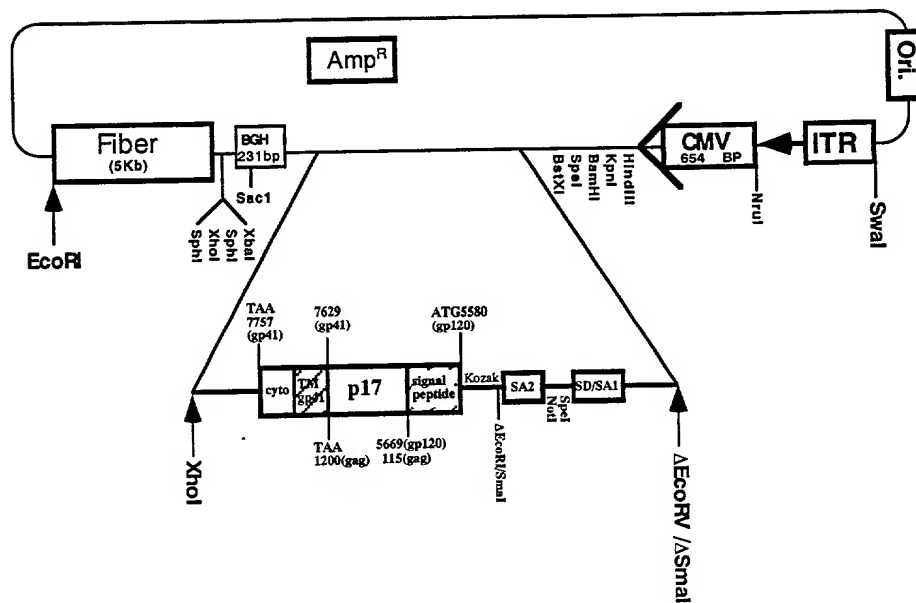 Amp^R
Ori.
Fiber
(5Kb)
BGH
231bp
CMV
654 BP
ITR
Sac1
SphI
XhoI
SphI
XbaI
BstXI
SpeI
BamHI
KpnI
HindIII
NruI
SwaI
EcoRI
TAA
7757
(gp41)
7629
(gp41)
ATG5580
(gp120)
cyto
TM
gp41
p17
signal
peptide
Kozak
SA2
SpeI
NotI
SD/SA1
TAA
1200(gag)
5669(gp120)
115(gag)
ΔEcoRI/SmaI
XhoI
ΔEcoRV /ΔSmaI